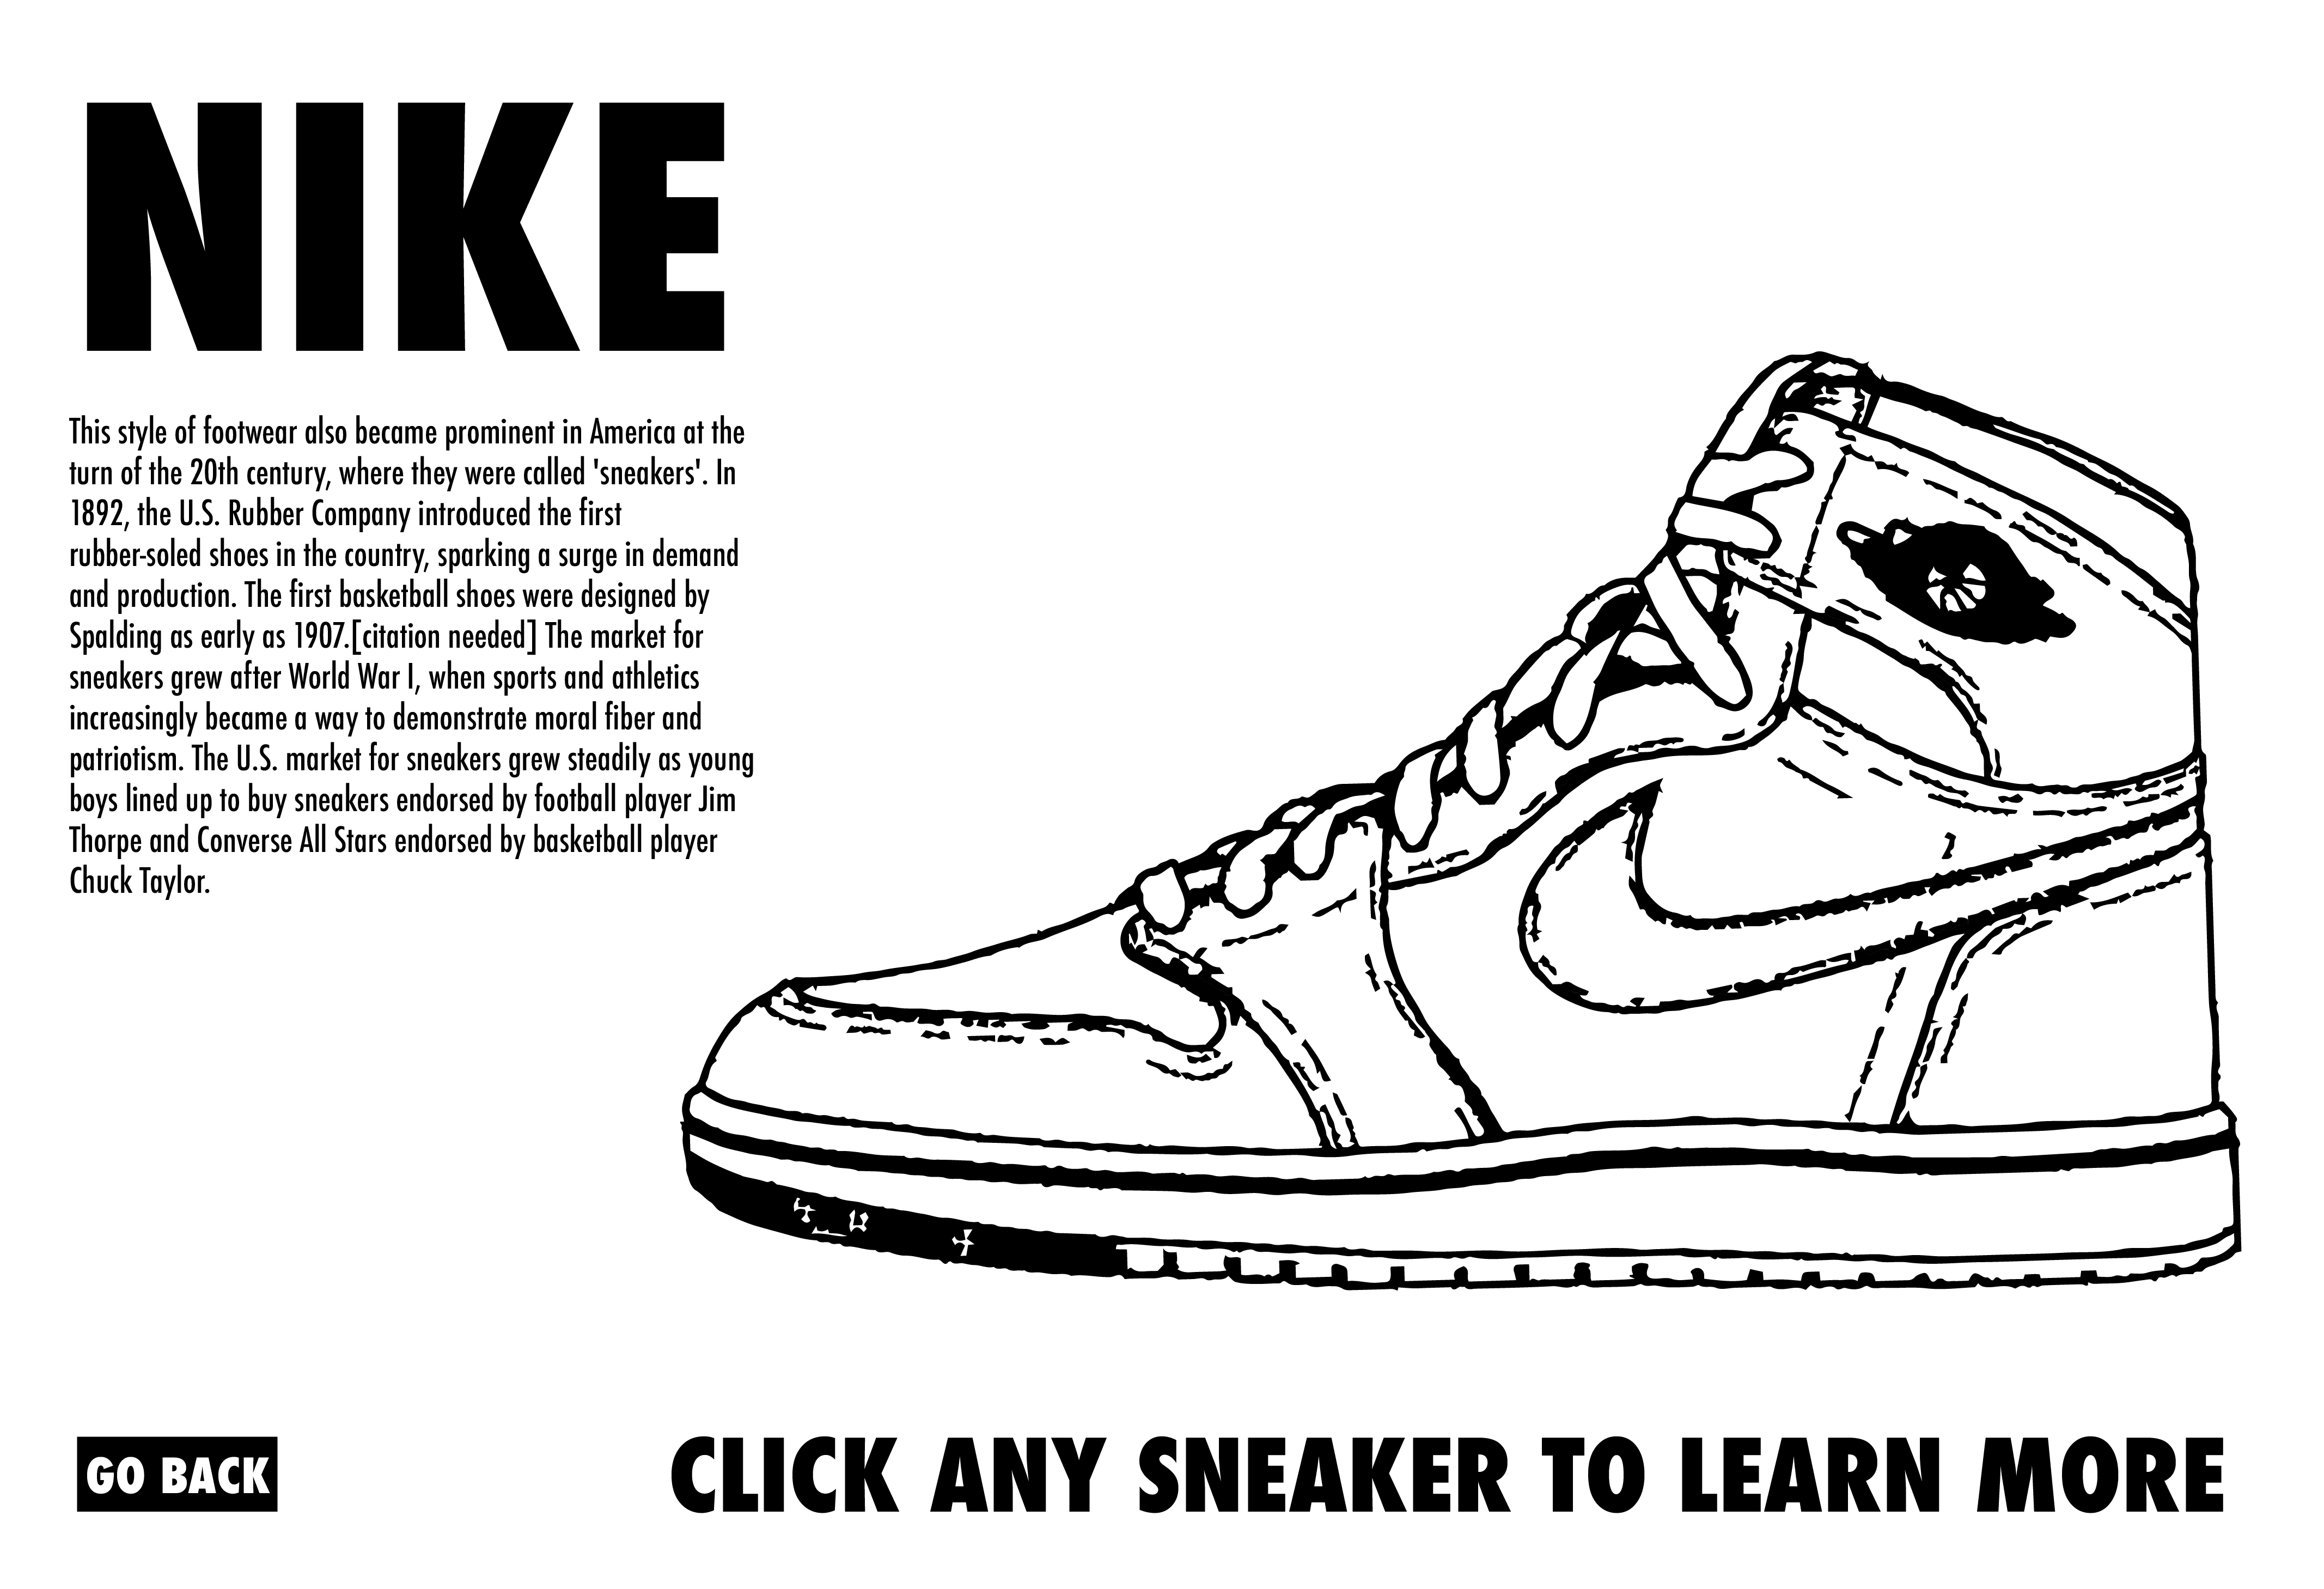 NIKE
This style of footwear also became prominent in America at the
turn of the 20th century, where they were called 'sneakers'. In
1892, the U.S. Rubber Company introduced the first
rubber-soled shoes in the country, sparking a surge in demand
and production. The first basketball shoes were designed by
Spalding as early as 1907.[citation needed] The market for
sneakers grew after World War I, when sports and athletics
increasingly became a way to demonstrate moral fiber and
patriotism. The U.S. market for sneakers grew steadily as young
boys lined up to buy sneakers endorsed by football player Jim
Thorpe and Converse All Stars endorsed by basketball player
Chuck Taylor.
GO BACK
CLICK ANY SNEAKER TO LEARN MORE